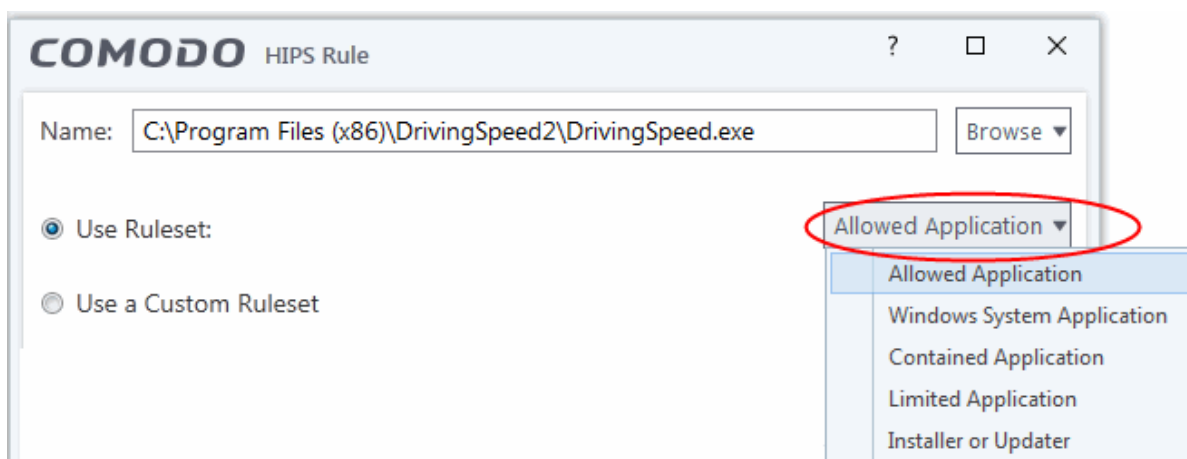 COMODO HIPS Rule
Name: C:\Program Files (x86)\DrivingSpeed2\DrivingSpeed.exe Browse
Use Ruleset: Allowed Application
Allowed Application
Use a Custom Ruleset
Windows System Application
Contained Application
Limited Application
Installer or Updater